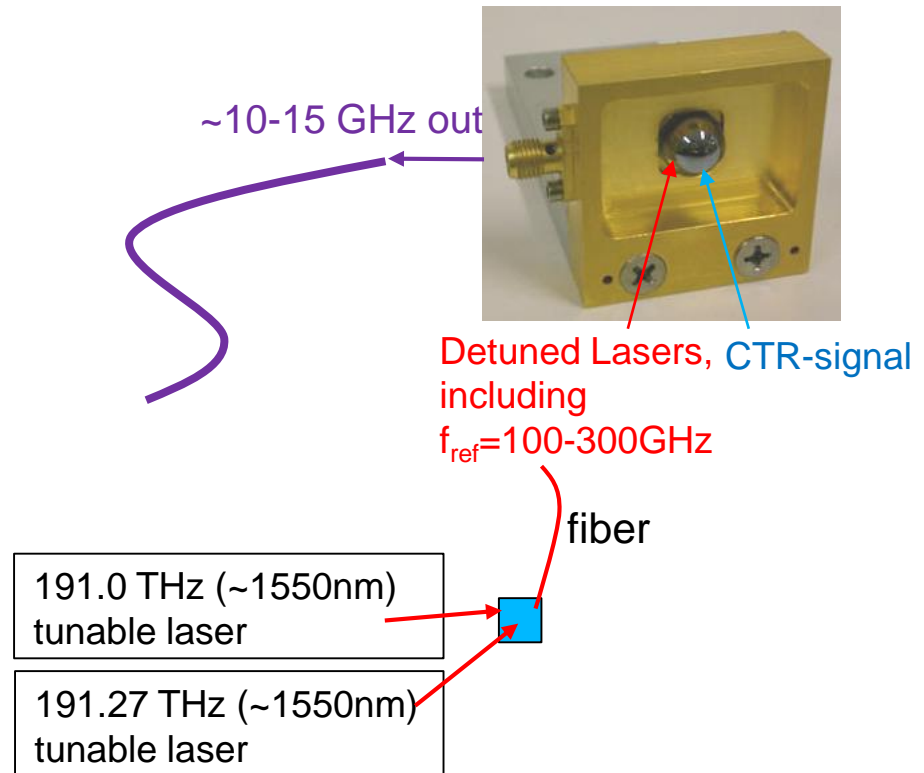 ~10-15 GHz out
Detuned Lasers,
including
f_ref=100-300GHz
CTR-signal
fiber
191.0 THz (~1550nm)
tunable laser
191.27 THz (~1550nm)
tunable laser